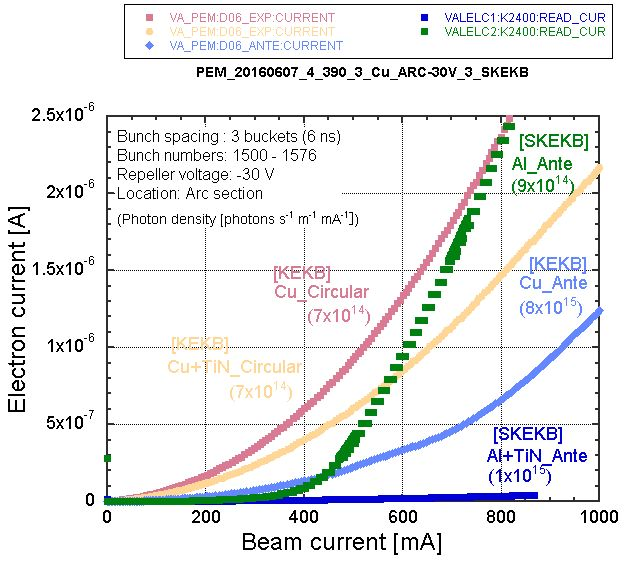 VA_PEM:D06_EXP:CURRENT
VA_PEM:D06_EXP:CURRENT
VA_PEM:D06_ANTE:CURRENT
VALELC1:K2400:READ_CUR
VALELC2:K2400:READ_CUR
PEM_20160607_4_390_3_Cu_ARC-30V_3_SKEKB
2.5x10⁻⁶
2x10⁻⁶
1.5x10⁻⁶
1x10⁻⁶
5x10⁻⁷
0
Electron current [A]
Bunch spacing : 3 buckets (6 ns)
Bunch numbers: 1500 - 1576
Repeller voltage: -30 V
Location: Arc section
(Photon density [photons s⁻¹ m⁻¹ mA⁻¹])
[SKEKB]
Al_Ante
(9x10¹⁴)
[KEKB]
Cu_Circular
(7x10¹⁴)
[KEKB]
Cu_Ante
(8x10¹⁵)
[KEKB]
Cu+TiN_Circular
(7x10¹⁴)
[SKEKB]
Al+TiN_Ante
(1x10¹⁵)
0 200 400 600 800 1000
Beam current [mA]